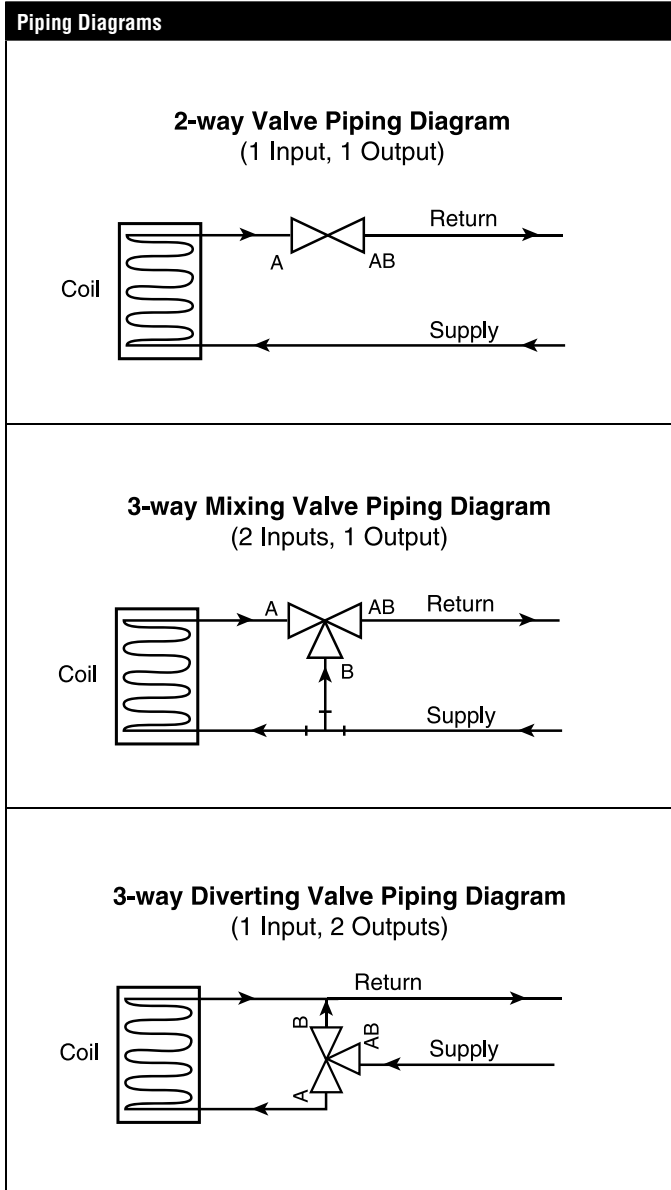 Piping Diagrams
2-way Valve Piping Diagram
(1 Input, 1 Output)
Return
A
AB
Coil
Supply
3-way Mixing Valve Piping Diagram
(2 Inputs, 1 Output)
A
AB
Return
Coil
B
Supply
3-way Diverting Valve Piping Diagram
(1 Input, 2 Outputs)
Return
B
AB
Coil
Supply
A